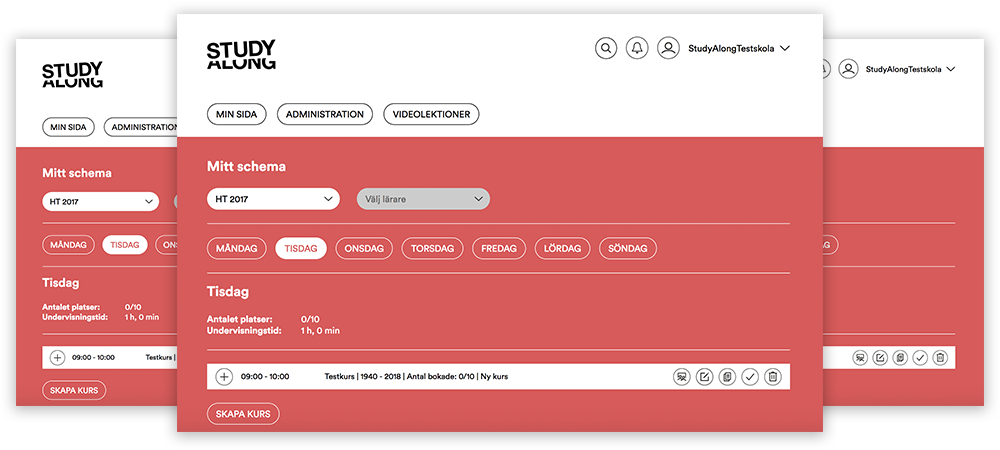 STUDY
ALONG
StudyAlongTestskola
MIN SIDA
ADMINISTRATION
VIDEOLEKTIONER
Mitt schema
HT 2017
Välj lärare
MÅNDAG
TISDAG
ONSDAG
TORSDAG
FREDAG
LÖRDAG
SÖNDAG
Tisdag
Antalet platser: 0/10
Undervisningstid: 1 h, 0 min
09:00 - 10:00 Testkurs | 1940 - 2018 | Antal bokade: 0/10 | Ny kurs
SKAPA KURS
STUDY
ALONG
MIN SIDA
ADMINISTRATION
Mitt schema
HT 2017
MÅNDAG
TISDAG
Tisdag
Antalet platser: 0/10
Undervisningstid: 1 h, 0 min
09:00 - 10:00 Testkurs |
SKAPA KURS
StudyAlongTestskola